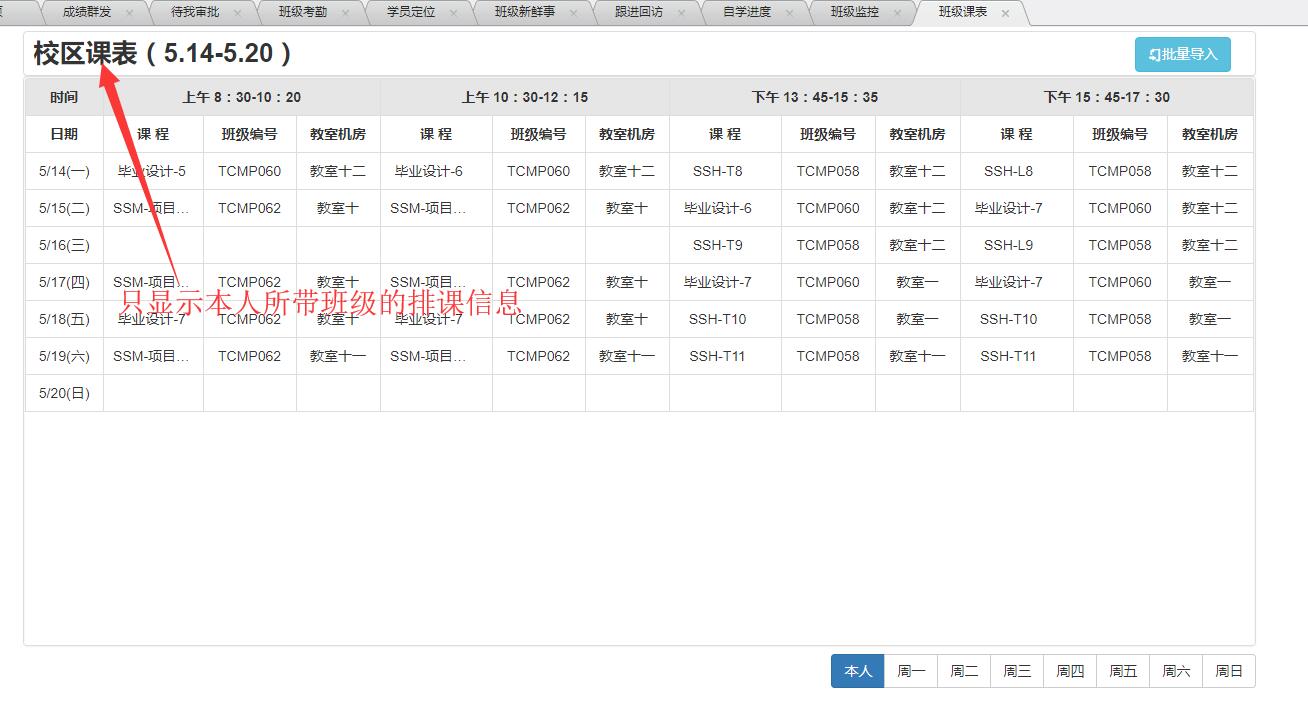 成绩群发 × 待我审批 × 班级考勤 × 学员定位 × 班级新鲜事 × 跟进回访 × 自学进度 × 班级监控 × 班级课表 ×
校区课表（5.14-5.20） 批量导入
时间 上午 8：30-10：20 上午 10：30-12：15 下午 13：45-15：35 下午 15：45-17：30
日期 课 程 班级编号 教室机房 课 程 班级编号 教室机房 课 程 班级编号 教室机房 课 程 班级编号 教室机房
5/14(一) 毕业设计-5 TCMP060 教室十二 毕业设计-6 TCMP060 教室十二 SSH-T8 TCMP058 教室十二 SSH-L8 TCMP058 教室十二
5/15(二) SSM-项目... TCMP062 教室十 SSM-项目... TCMP062 教室十 毕业设计-6 TCMP060 教室十二 毕业设计-7 TCMP060 教室十二
5/16(三) SSH-T9 TCMP058 教室十二 SSH-L9 TCMP058 教室十二
5/17(四) SSM-项目... TCMP062 教室十 SSM-项目... TCMP062 教室十 毕业设计-7 TCMP060 教室一 毕业设计-7 TCMP060 教室一
只显示本人所带班级的排课信息
5/18(五) 毕业设计-7 TCMP062 教室十 毕业设计-7 TCMP062 教室十 SSH-T10 TCMP058 教室一 SSH-T10 TCMP058 教室一
5/19(六) SSM-项目... TCMP062 教室十一 SSM-项目... TCMP062 教室十一 SSH-T11 TCMP058 教室十一 SSH-T11 TCMP058 教室十一
5/20(日)
本人 周一 周二 周三 周四 周五 周六 周日